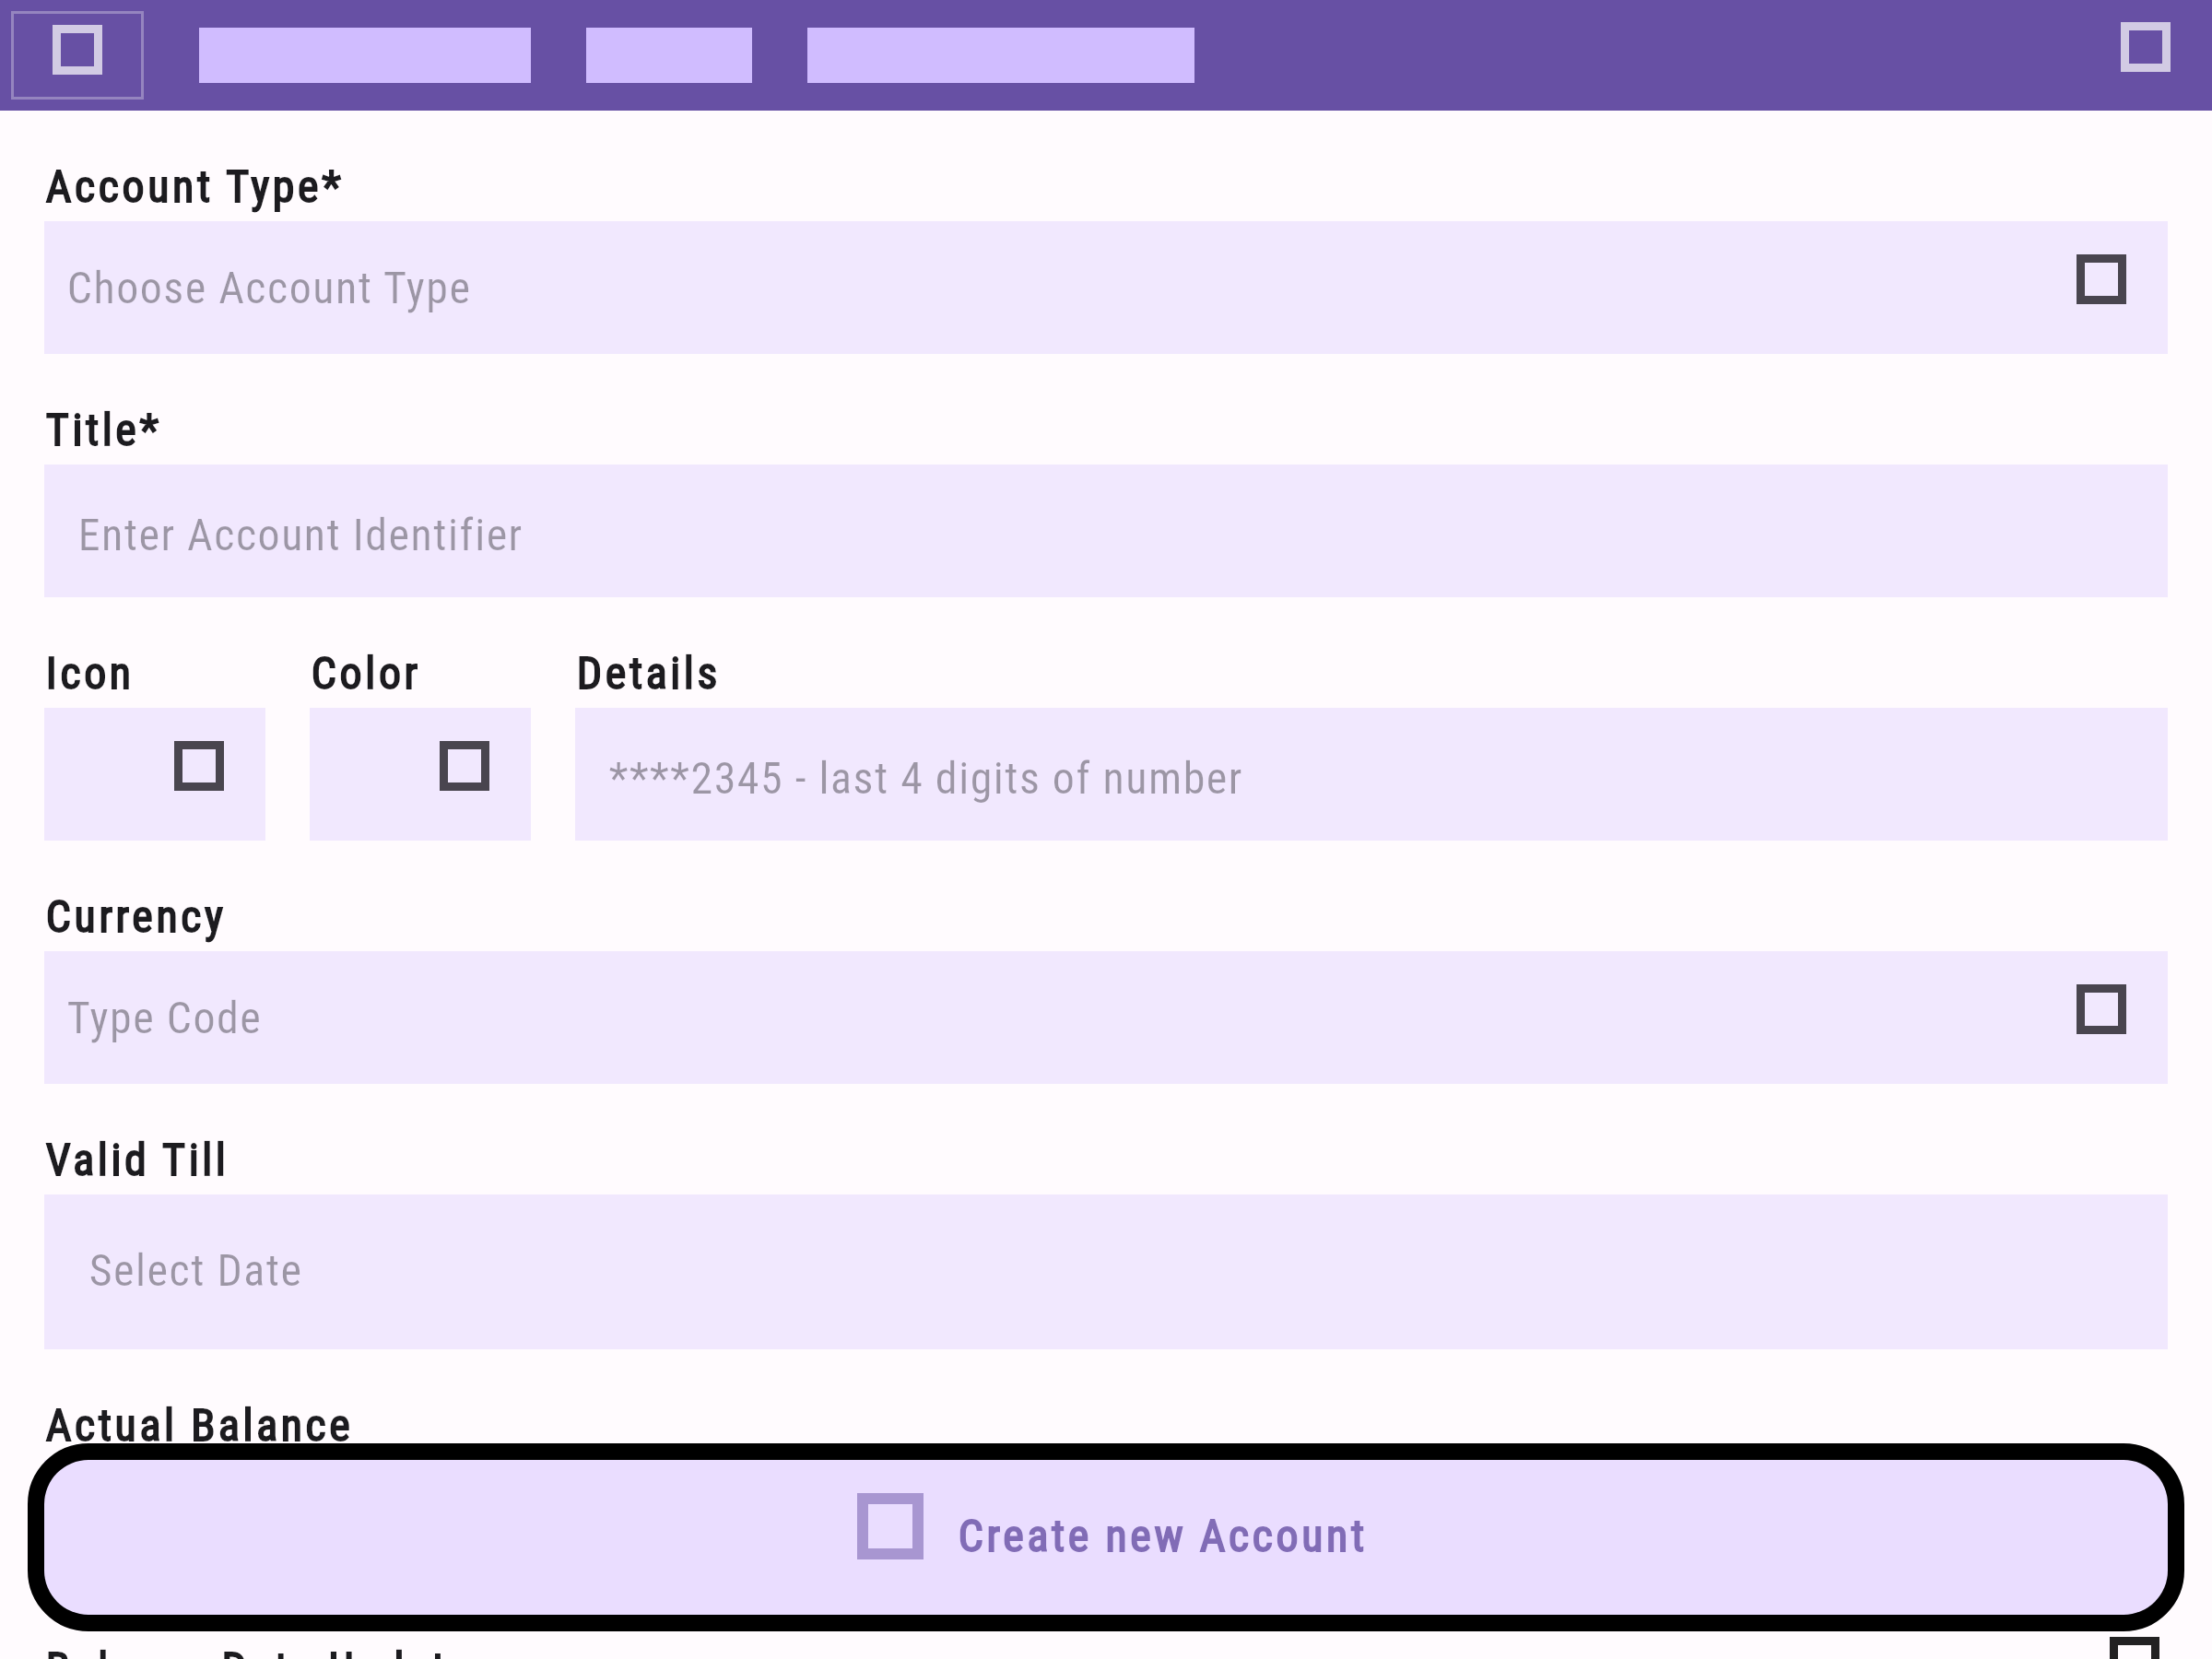 Account Type*
Choose Account Type
Title*
Enter Account Identifier
Icon Color Details
****2345 - last 4 digits of number
Currency
Type Code
Valid Till
Select Date
Actual Balance
Create new Account